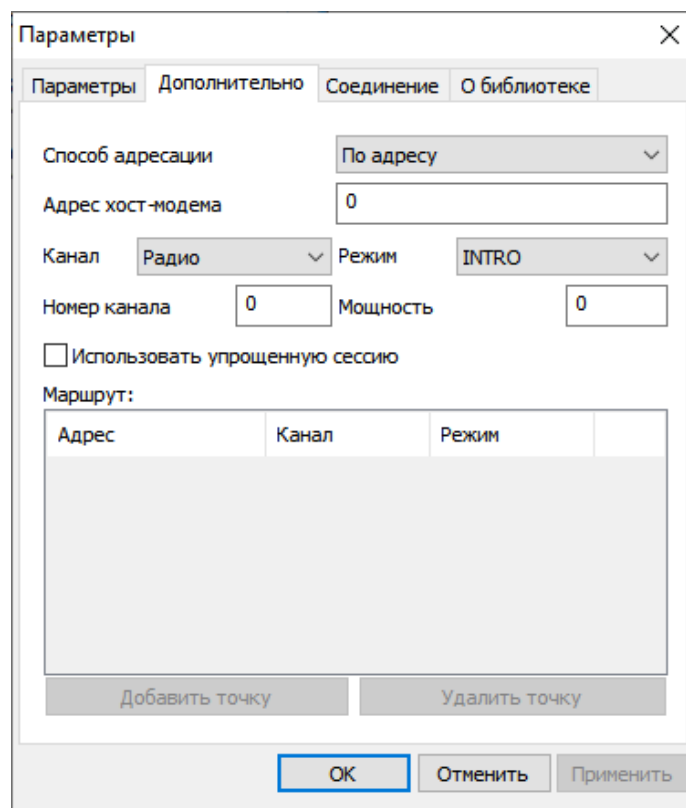 Параметры
Параметры Дополнительно Соединение О библиотеке
Способ адресации По адресу
Адрес хост-модема 0
Канал Радио Режим INTRO
Номер канала 0 Мощность 0
Использовать упрощенную сессию
Маршрут:
Адрес Канал Режим
Добавить точку Удалить точку
OK Отменить Применить